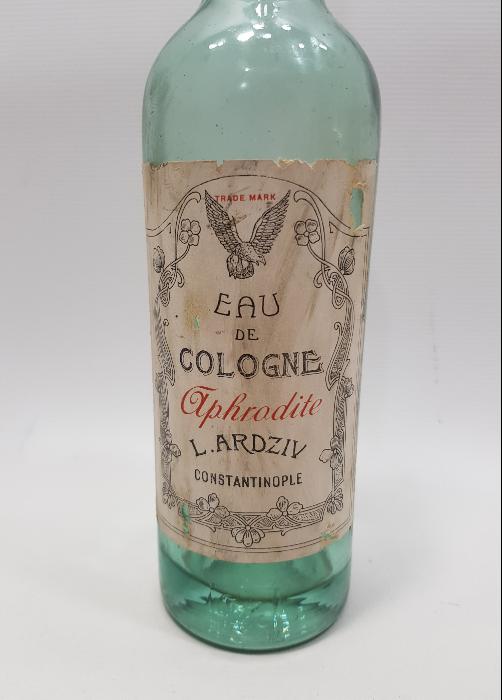 TRADE MARK
EAU
DE
COLOGNE
Aphrodite
L. ARDZIV
CONSTANTINOPLE